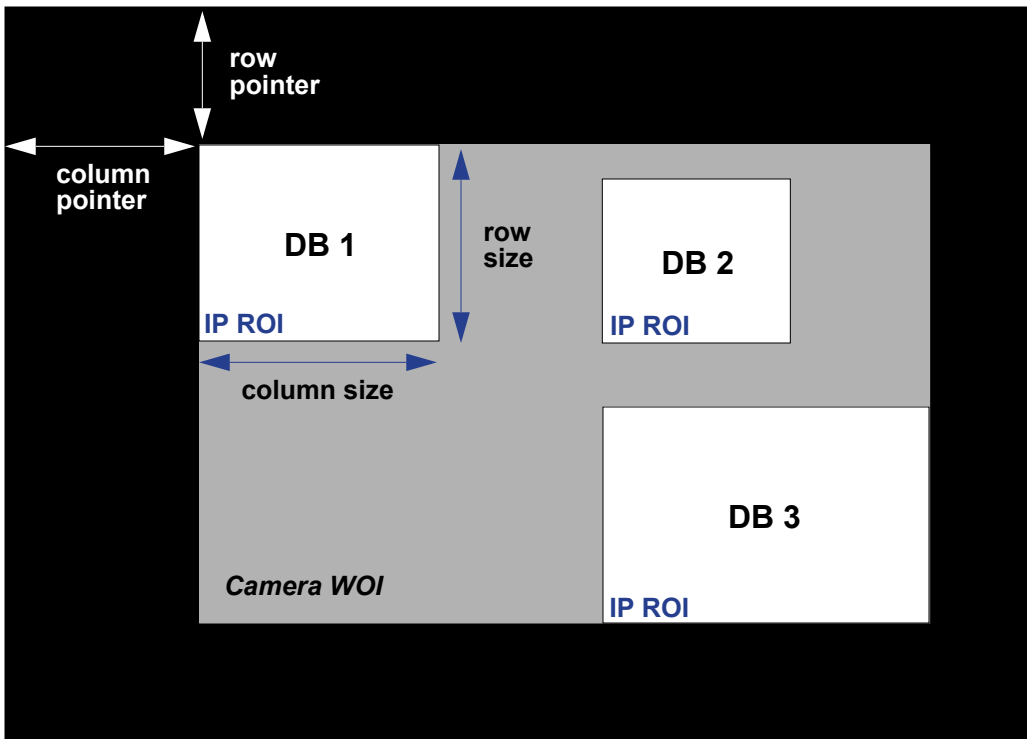 row
pointer
column
pointer
DB 1
IP ROI
row
size
column size
DB 2
IP ROI
DB 3
IP ROI
Camera WOI